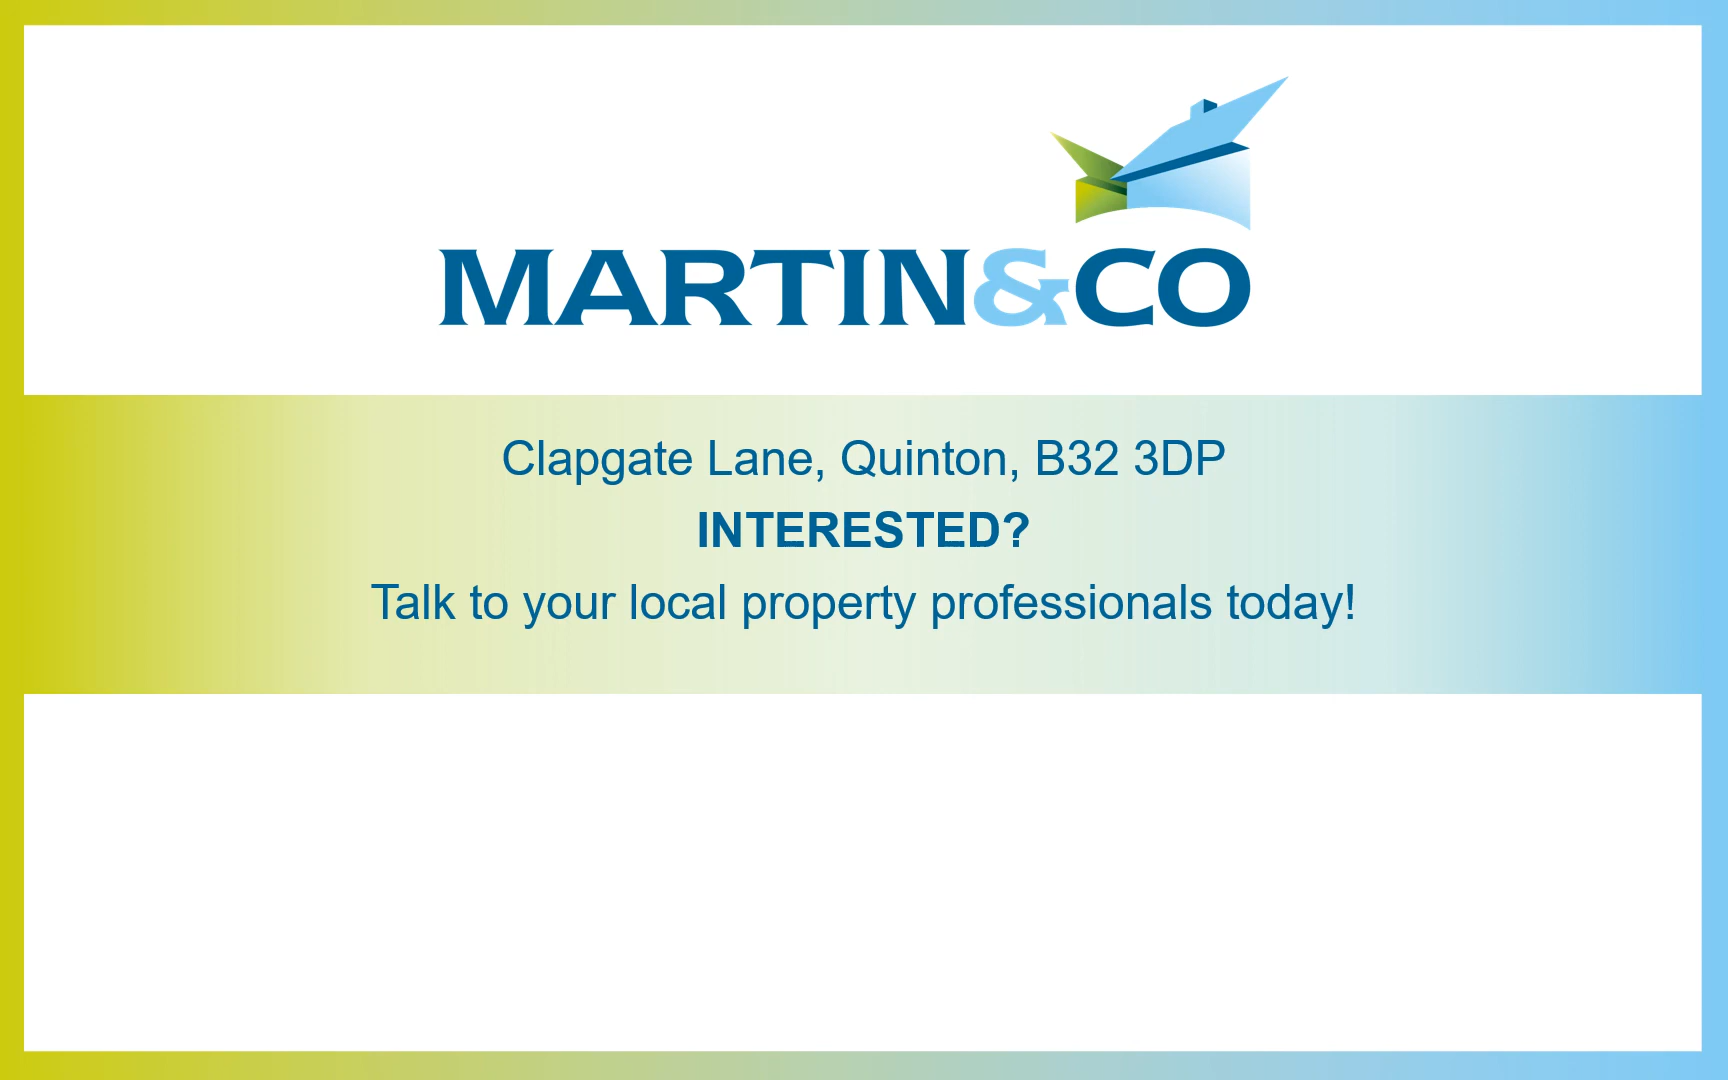 MARTIN&CO
Clapgate Lane, Quinton, B32 3DP
INTERESTED?
Talk to your local property professionals today!